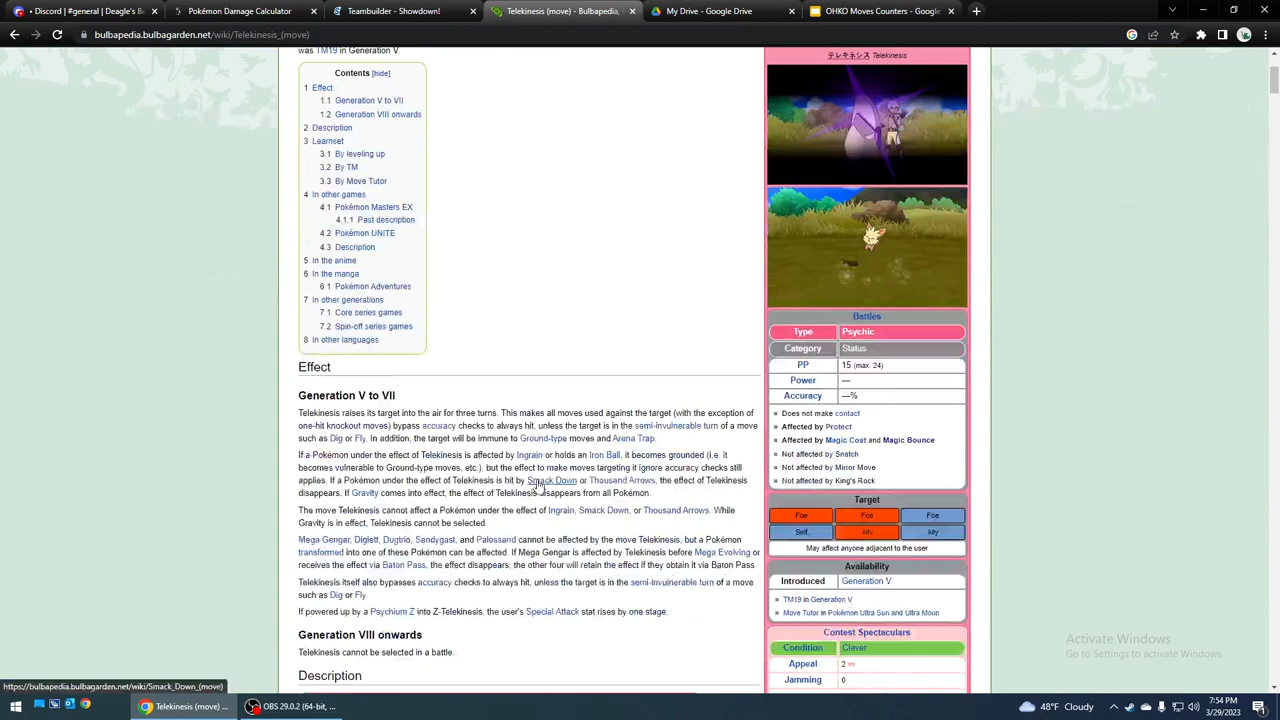 Discord | #general |
Pokémon Damage Calculator
Teambuilder - Showdown!
Telekinesis (move) - Bulbapedia,
My Drive - Google Drive
OHKO Moves Counters - Google
bulbapedia.bulbagarden.net/wiki/Telekinesis_(move)
was TM19 in Generation V.
Contents [hide]
1 Effect
1.1 Generation V to VII
1.2 Generation VIII onwards
2 Description
3 Learnset
3.1 By leveling up
3.2 By TM
3.3 By Move Tutor
4 In other games
4.1 Pokémon Masters EX
4.1.1 Past description
4.2 Pokémon UNITE
4.3 Description
5 In the anime
6 In the manga
6.1 Pokémon Adventures
7 In other generations
7.1 Core series games
7.2 Spin-off series games
8 In other languages
Effect
Generation V to VII
Telekinesis raises its target into the air for three turns. This makes all moves used against the target (with the exception of
one-hit knockout moves) bypass accuracy checks to always hit, unless the target is in the semi-invulnerable turn of a move
such as Dig or Fly. In addition, the target will be immune to Ground-type moves and Arena Trap.
If a Pokémon under the effect of Telekinesis is affected by Ingrain or holds an Iron Ball, it becomes grounded (i.e. it
becomes vulnerable to Ground-type moves, etc.), but the effect to make moves targeting it ignore accuracy checks still
applies. If a Pokémon under the effect of Telekinesis is hit by Smack Down or Thousand Arrows, the effect of Telekinesis
disappears. If Gravity comes into effect, the effect of Telekinesis disappears from all Pokémon.
The move Telekinesis cannot affect a Pokémon under the effect of Ingrain, Smack Down, or Thousand Arrows. While
Gravity is in effect, Telekinesis cannot be selected.
Mega Gengar, Diglett, Dugtrio, Sandygast, and Palossand cannot be affected by the move Telekinesis, but a Pokémon
transformed into one of these Pokémon can be affected. If Mega Gengar is affected by Telekinesis before Mega Evolving or
receives the effect via Baton Pass, the effect disappears, the other four will retain the effect if they obtain it via Baton Pass.
Telekinesis itself also bypasses accuracy checks to always hit, unless the target is in the semi-invulnerable turn of a move
such as Dig or Fly.
If powered up by a Psychium Z into Z-Telekinesis, the user's Special Attack stat rises by one stage.
Generation VIII onwards
Telekinesis cannot be selected in a battle.
Description
テレキネシス Telekinesis
Battles
Type Psychic
Category Status
PP 15 (max. 24)
Power —
Accuracy —%
Does not make contact
Affected by Protect
Affected by Magic Coat and Magic Bounce
Not affected by Snatch
Not affected by Mirror Move
Not affected by King's Rock
Target
Foe Foe Foe
Self Ally Ally
May affect anyone adjacent to the user
Availability
Introduced Generation V
TM19 in Generation V
Move Tutor in Pokémon Ultra Sun and Ultra Moon
Contest Spectaculars
Condition Clever
Appeal 2
Jamming 0
Activate Windows
Go to Settings to activate Windows.
https://bulbapedia.bulbagarden.net/wiki/Smack_Down_(move)
Telekinesis (move) ...
OBS 29.0.2 (64-bit, ...
48°F Cloudy
7:54 PM
3/29/2023